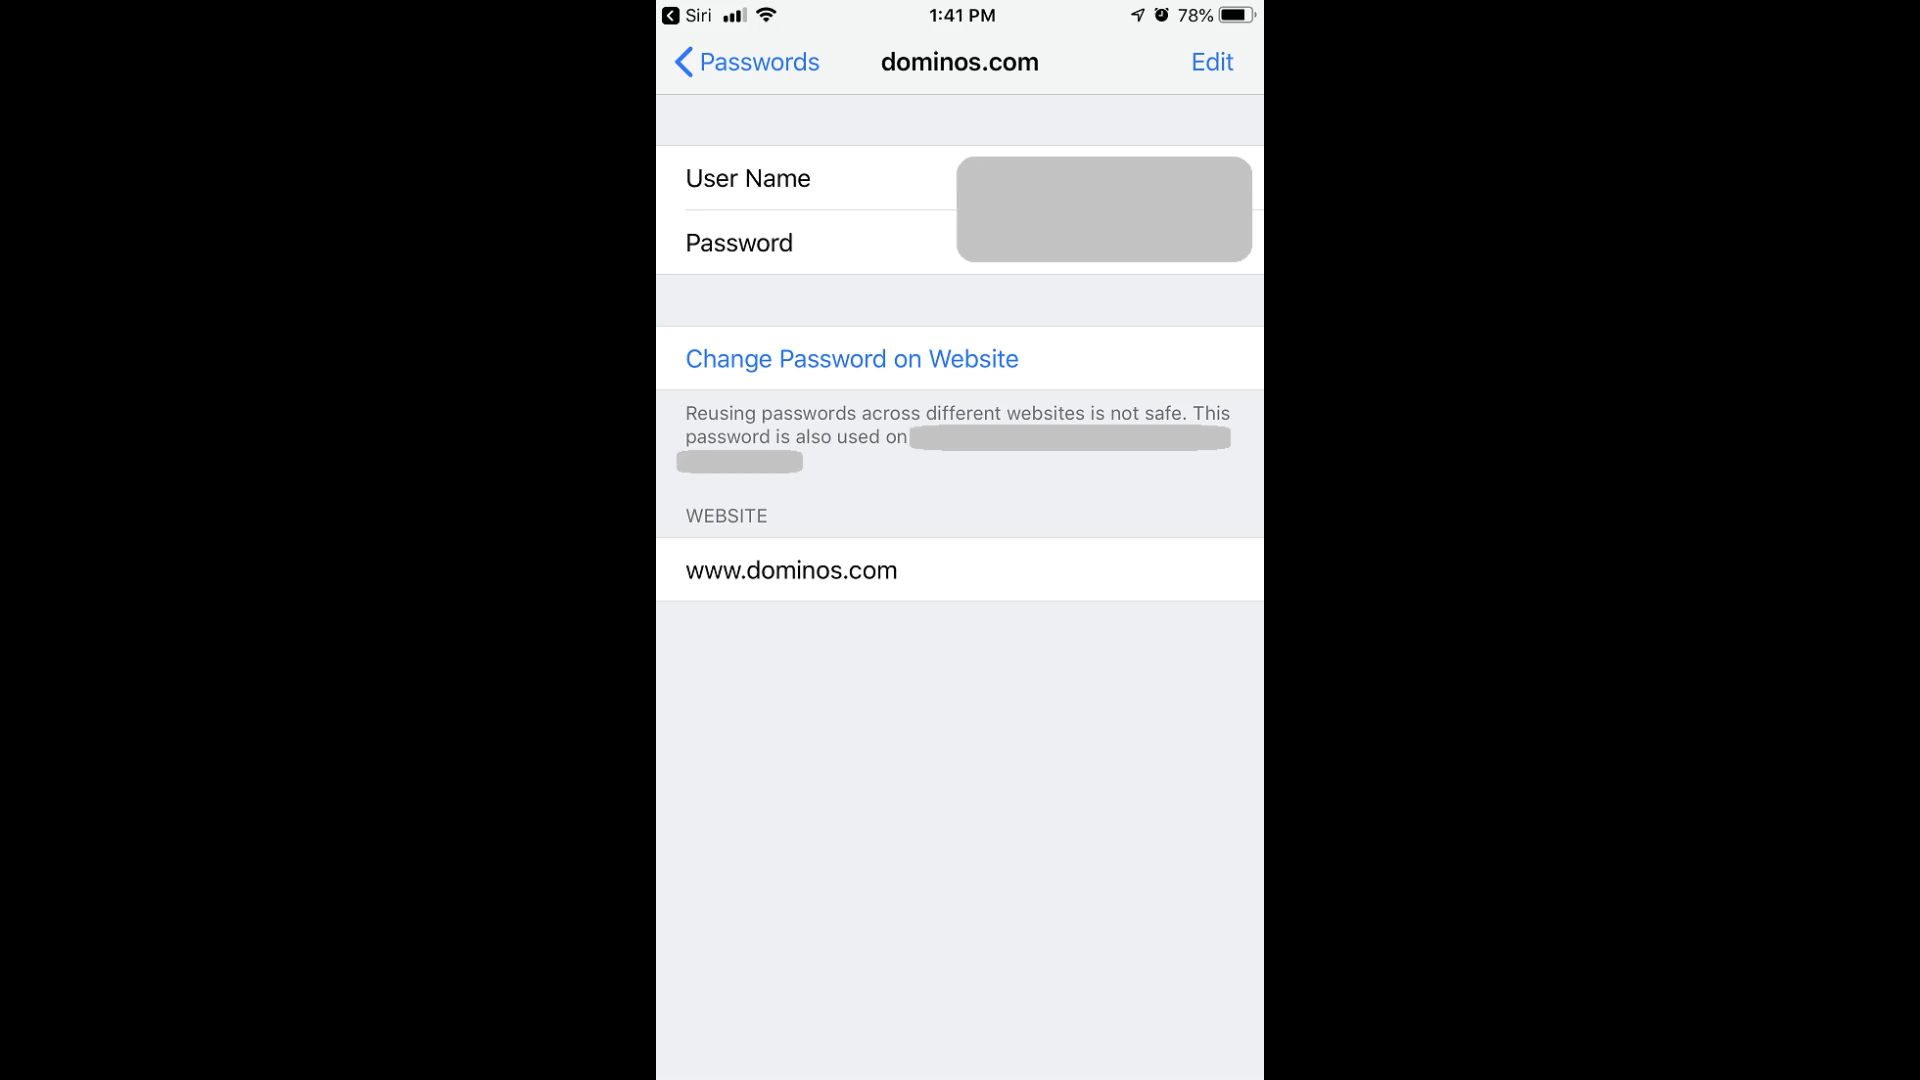 Siri 1:41 PM 78%
Passwords dominos.com Edit
User Name
Password
Change Password on Website
Reusing passwords across different websites is not safe. This
password is also used on
WEBSITE
www.dominos.com